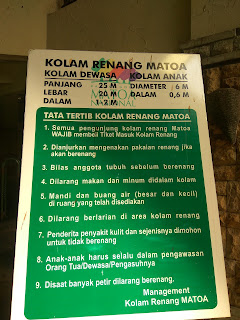 KOLAM RENANG MATOA
KOLAM DEWASA KOLAM ANAK
PANJANG : 25 M DIAMETER : 6 M
LEBAR : 20 M DALAM : 0,6 M
DALAM : 1-2 M
NATIONAL
TATA TERTIB KOLAM RENANG MATOA
1. Semua pengunjung kolam renang Matoa
WAJIB membeli Tiket Masuk Kolam Renang
2. Dianjurkan mengenakan pakaian renang jika
akan berenang
3. Bilas anggota tubuh sebelum berenang
4. Dilarang makan dan minum didalam kolam
5. Mandi dan buang air (besar dan kecil)
di ruang yang telah disediakan
6. Dilarang berlarian di area kolam renang
7. Penderita penyakit kulit dan sejenisnya dimohon
untuk tidak berenang
8. Anak-anak harus selalu dalam pengawasan
Orang Tua/Dewasa/Pengasuhnya
9. Disaat banyak petir dilarang berenang.
Management
Kolam Renang MATOA